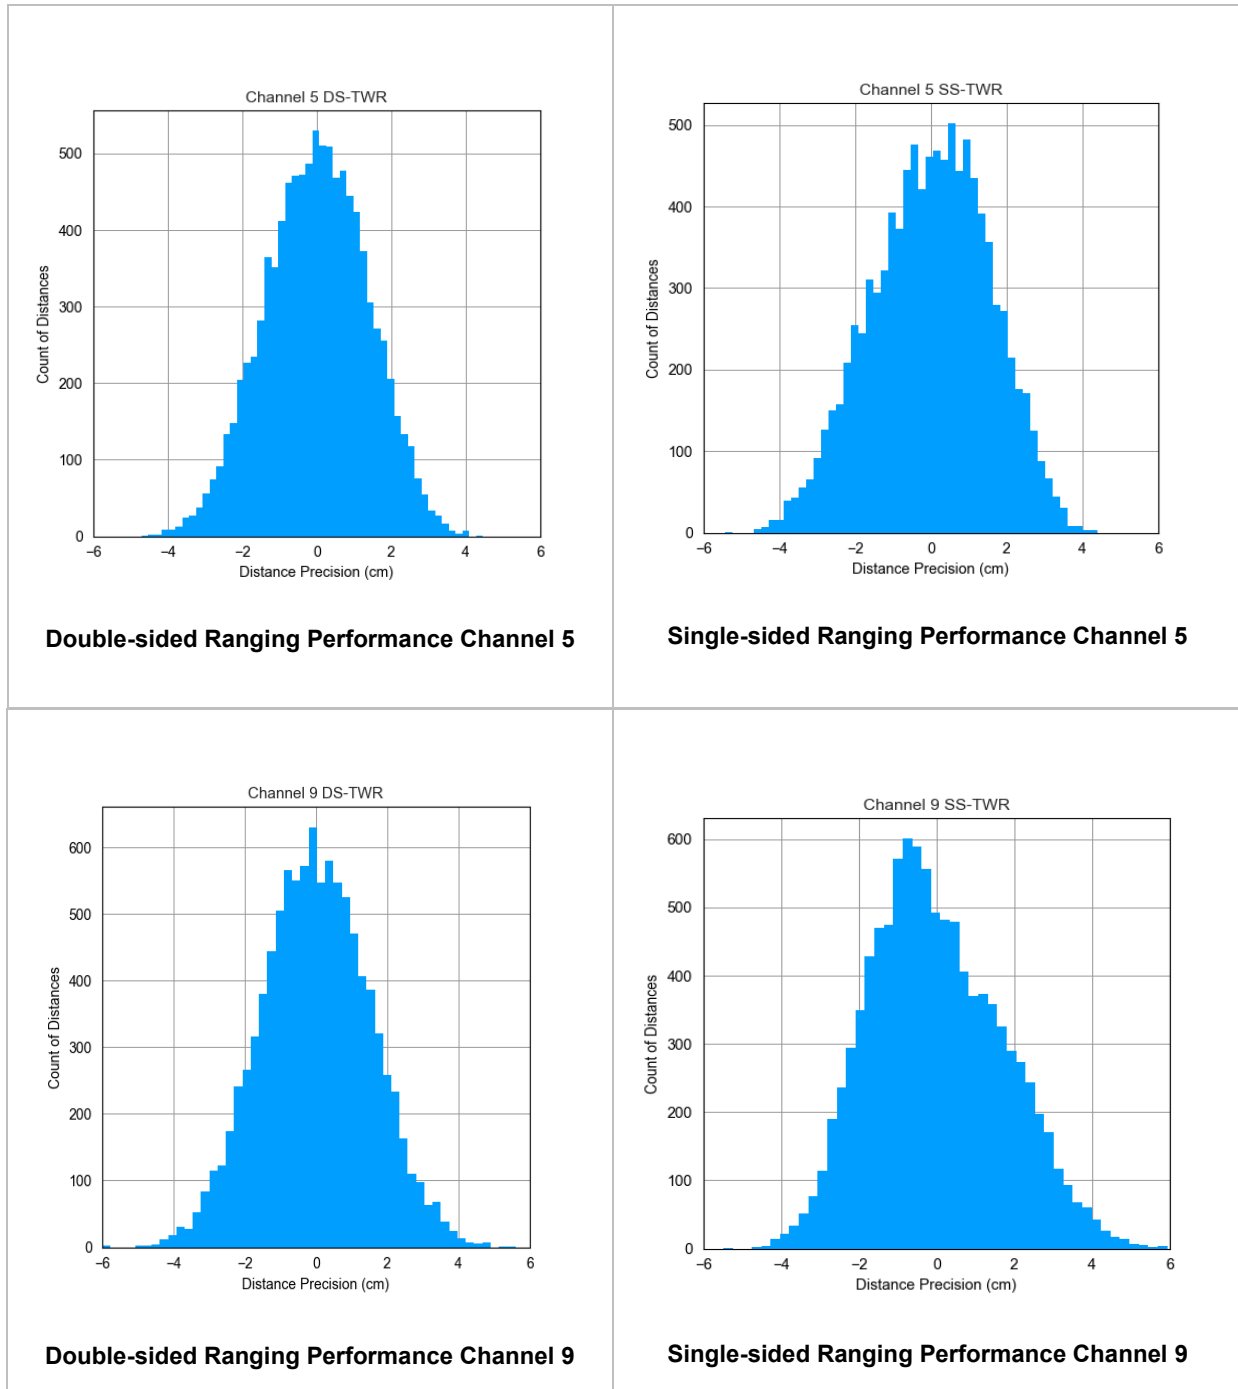 Channel 5 DS-TWR
500
400
300
200
100
0
Count of Distances
−6 −4 −2 0 2 4 6
Distance Precision (cm)
Double-sided Ranging Performance Channel 5
Channel 5 SS-TWR
500
400
300
200
100
0
Count of Distances
−6 −4 −2 0 2 4 6
Distance Precision (cm)
Single-sided Ranging Performance Channel 5
Channel 9 DS-TWR
600
500
400
300
200
100
0
Count of Distances
−6 −4 −2 0 2 4 6
Distance Precision (cm)
Double-sided Ranging Performance Channel 9
Channel 9 SS-TWR
600
500
400
300
200
100
0
Count of Distances
−6 −4 −2 0 2 4 6
Distance Precision (cm)
Single-sided Ranging Performance Channel 9